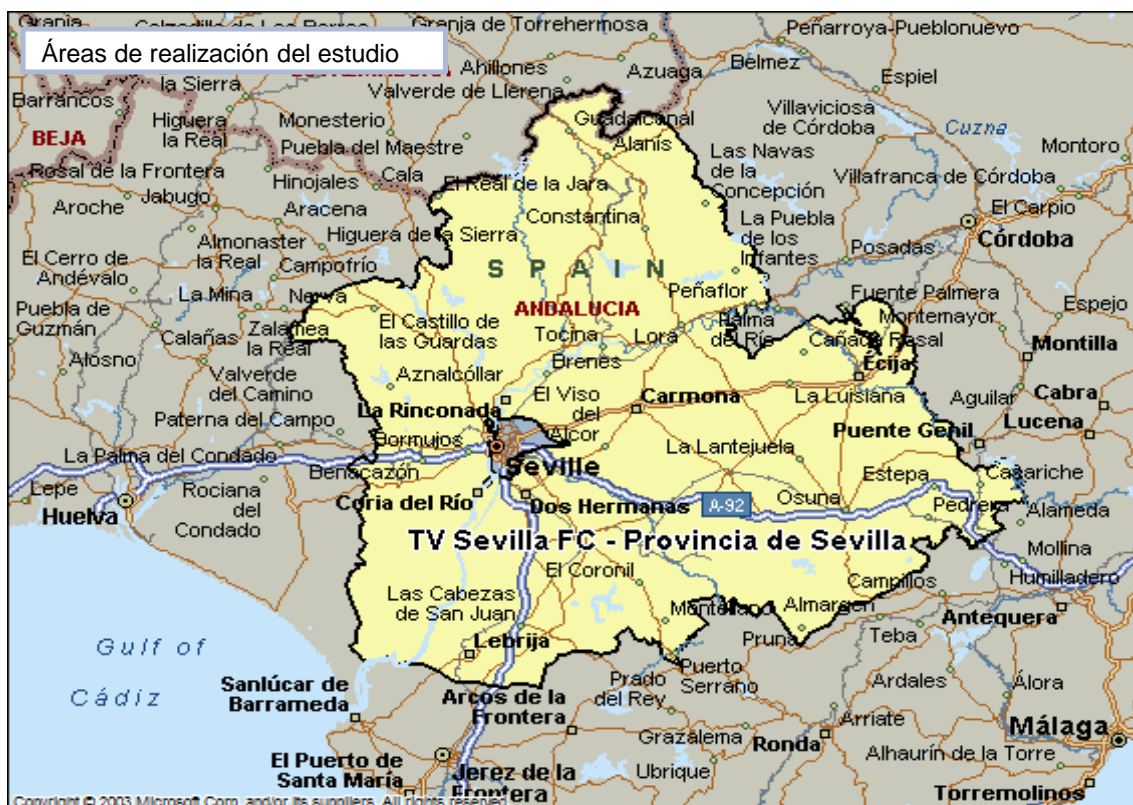 Granja
Calzadilla de los Barros
Granja de Torrehermosa
Peñarroya-Pueblonuevo
Áreas de realización del estudio
Ahillones
Azuaga
Bélmez
Espiel
la Sierra
Valverde de Llerena
Barrancos
Higuera
la Real
Monesterio
Guadalcanal
Villaviciosa
de Córdoba
Cuzna
BEJA
Puebla del Maestre
Alanís
Las Navas
de la
Concepción
Montoro
Rosal de la Frontera
Hinojales
Cala
El Real de la Jara
Villafranca de Córdoba
Aroche
Jabugo
Aracena
Constantina
La Puebla
de los
Infantes
El Carpio
Córdoba
Almonaster
la Real
Higuera de la Sierra
Posadas
El Cerro de
Andévalo
Campofrío
SPAIN
La Mina
Nerva
Peñaflor
Fuente Palmera
Puebla de
Guzmán
ANDALUCIA
Montemayor
Espejo
Calañas
Zalamea
la Real
El Castillo de
las Guardas
Tocina
Lora
Palma
del Río
Cañada Rosal
Montilla
Alosno
Brenes
Écija
Valverde
del Camino
Aznalcóllar
El Viso
del
Alcor
Carmona
La Luisiana
Aguilar
Cabra
La Rinconada
Paterna del Campo
Puente Genil
Lucena
Bormujos
La Lantejuela
La Palma del Condado
Benacazón
Seville
Estepa
Casariche
Lepe
Rociana
del
Condado
Coria del Río
Dos Hermanas
A-92
Osuna
Pedrera
Alameda
Huelva
TV Sevilla FC - Provincia de Sevilla
Mollina
El Coronil
Campillos
Humilladero
Las Cabezas
de San Juan
Montellano
Almargen
Antequera
Lebrija
Pruna
Teba
Gulf of
Cádiz
Puerto
Serrano
Sanlúcar de
Barrameda
Arcos de la
Frontera
Prado
del Rey
Ardales
Álora
Arriate
Málaga
Grazalema
Ronda
Alhaurín de la Torre
El Puerto de
Santa María
Jerez de la
Frontera
Ubrique
Torremolinos
Copyright © 2003 Microsoft Corp. and/or its suppliers. All rights reserved